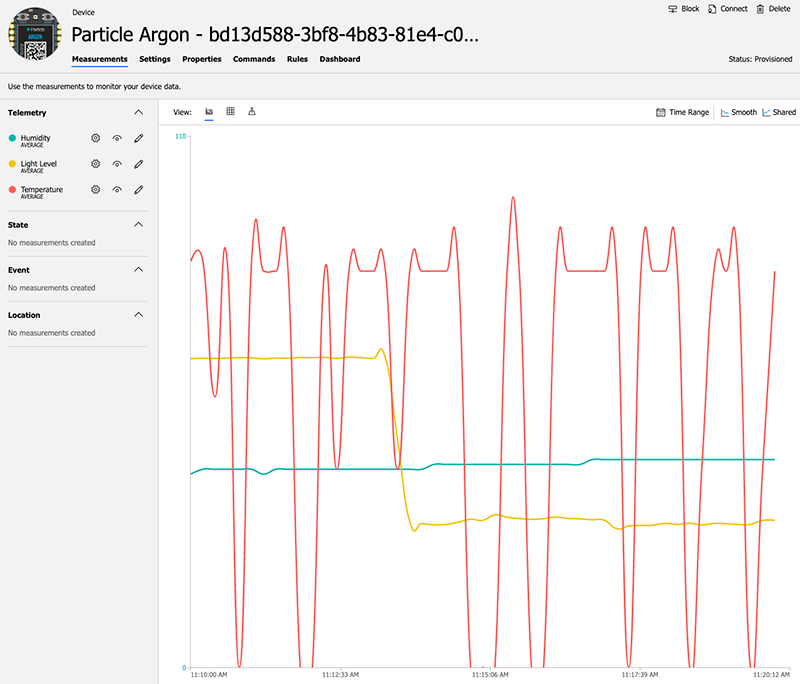 Device
Block Connect Delete
Particle Argon - bd13d588-3bf8-4b83-81e4-c0...
Particle
ARGON
Measurements Settings Properties Commands Rules Dashboard
Status: Provisioned
Use the measurements to monitor your device data.
Telemetry
View:
Time Range Smooth Shared
Humidity
AVERAGE
Light Level
AVERAGE
Temperature
AVERAGE
State
No measurements created
Event
No measurements created
Location
No measurements created
110
0
11:10:00 AM 11:12:33 AM 11:15:06 AM 11:17:39 AM 11:20:12 AM